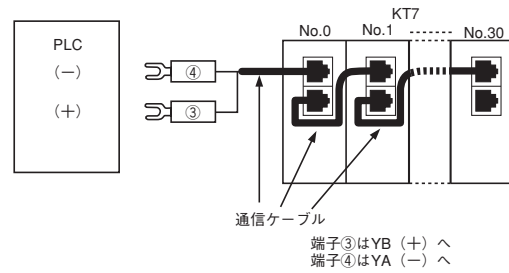 KT7
No.0
No.1
No.30
PLC
（－）
④
（＋）
③
通信ケーブル
端子③はYB（＋）へ
端子④はYA（－）へ